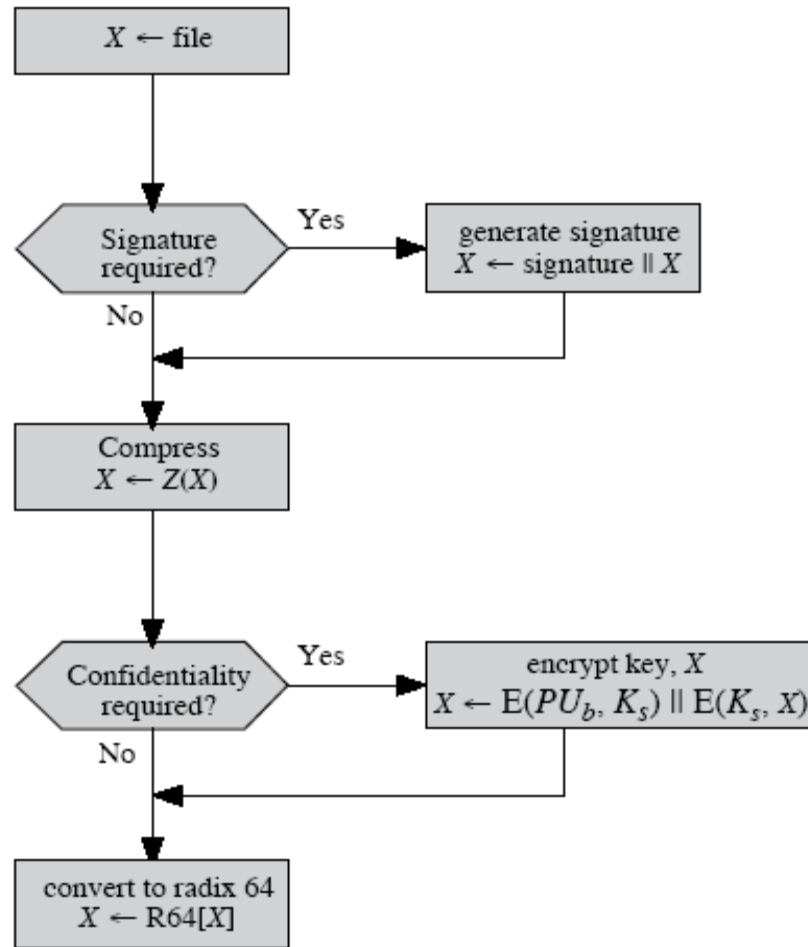 X ← file
Signature
required?
Yes
generate signature
X ← signature || X
No
Compress
X ← Z(X)
Confidentiality
required?
Yes
encrypt key, X
X ← E(PU_b, K_s) || E(K_s, X)
No
convert to radix 64
X ← R64[X]